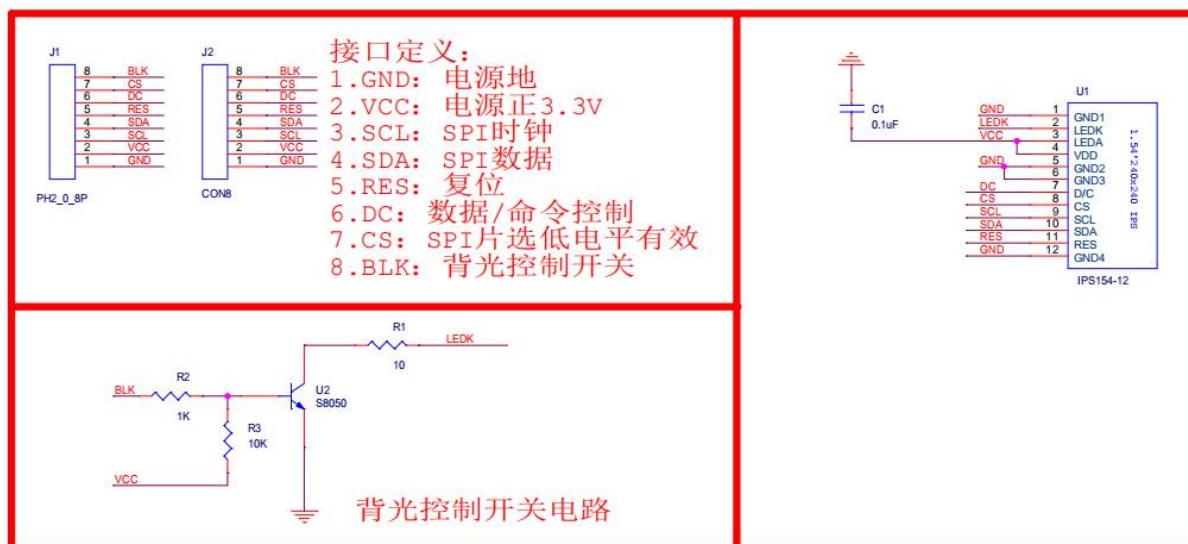 J1
8 BLK
7 CS
6 DC
5 RES
4 SDA
3 SCL
2 VCC
1 GND
PH2_0_8P
J2
8 BLK
7 CS
6 DC
5 RES
4 SDA
3 SCL
2 VCC
1 GND
CON8
接口定义：
1.GND：电源地
2.VCC：电源正3.3V
3.SCL：SPI时钟
4.SDA：SPI数据
5.RES：复位
6.DC：数据/命令控制
7.CS：SPI片选低电平有效
8.BLK：背光控制开关
C1
0.1uF
U1
GND 1 GND1
LEDK 2 LEDK
VCC 3 LEDA
4 VDD
GND 5 GND2
6 GND3
DC 7 D/C
CS 8 CS
SCL 9 SCL
SDA 10 SDA
RES 11 RES
GND 12 GND4
1.54*240x240 IPS
IPS154-12
R1
LEDK
10
R2
BLK
1K
U2
S8050
R3
10K
VCC
背光控制开关电路